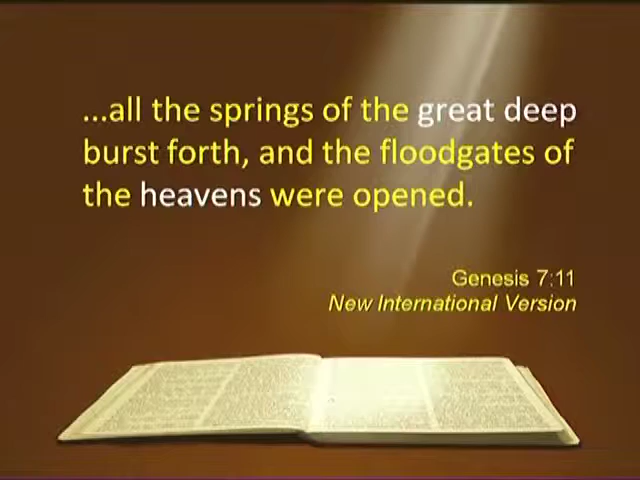 ...all the springs of the great deep
burst forth, and the floodgates of
the heavens were opened.
Genesis 7:11
New International Version